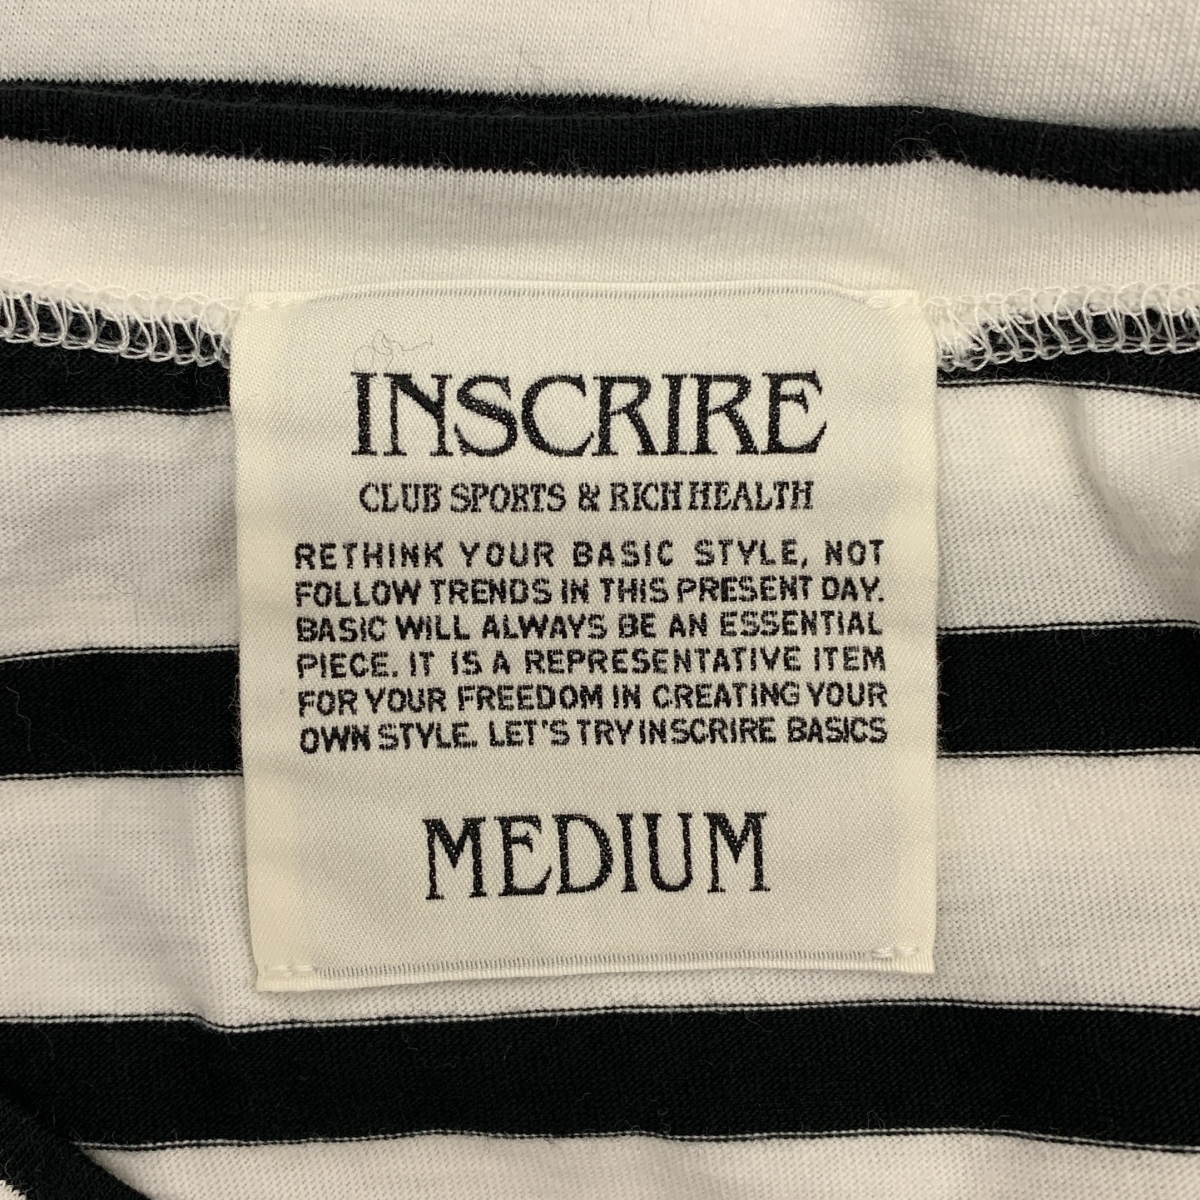 INSCRIRE
CLUB SPORTS & RICH HEALTH
RETHINK YOUR BASIC STYLE, NOT
FOLLOW TRENDS IN THIS PRESENT DAY.
BASIC WILL ALWAYS BE AN ESSENTIAL
PIECE. IT IS A REPRESENTATIVE ITEM
FOR YOUR FREEDOM IN CREATING YOUR
OWN STYLE. LET'S TRY INSCRIRE BASICS
MEDIUM